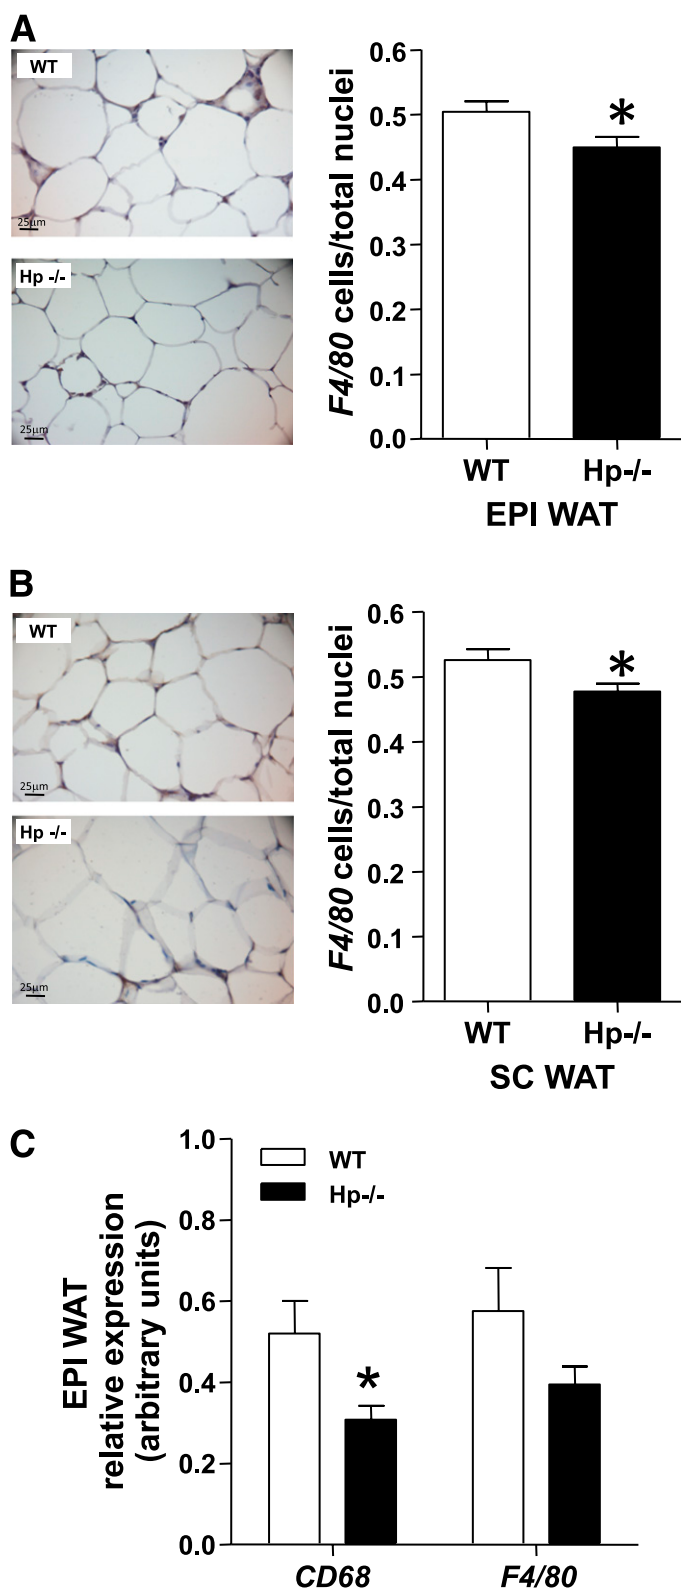 A
WT
25μm
Hp -/-
25μm
F4/80 cells/total nuclei
0.6
0.5
0.4
0.3
0.2
0.1
0.0
*
WT Hp-/-
EPI WAT
B
WT
25μm
Hp -/-
25μm
F4/80 cells/total nuclei
0.6
0.5
0.4
0.3
0.2
0.1
0.0
*
WT Hp-/-
SC WAT
C
EPI WAT
relative expression
(arbitrary units)
1.0
0.8
0.6
0.4
0.2
0.0
WT
Hp-/-
*
CD68 F4/80